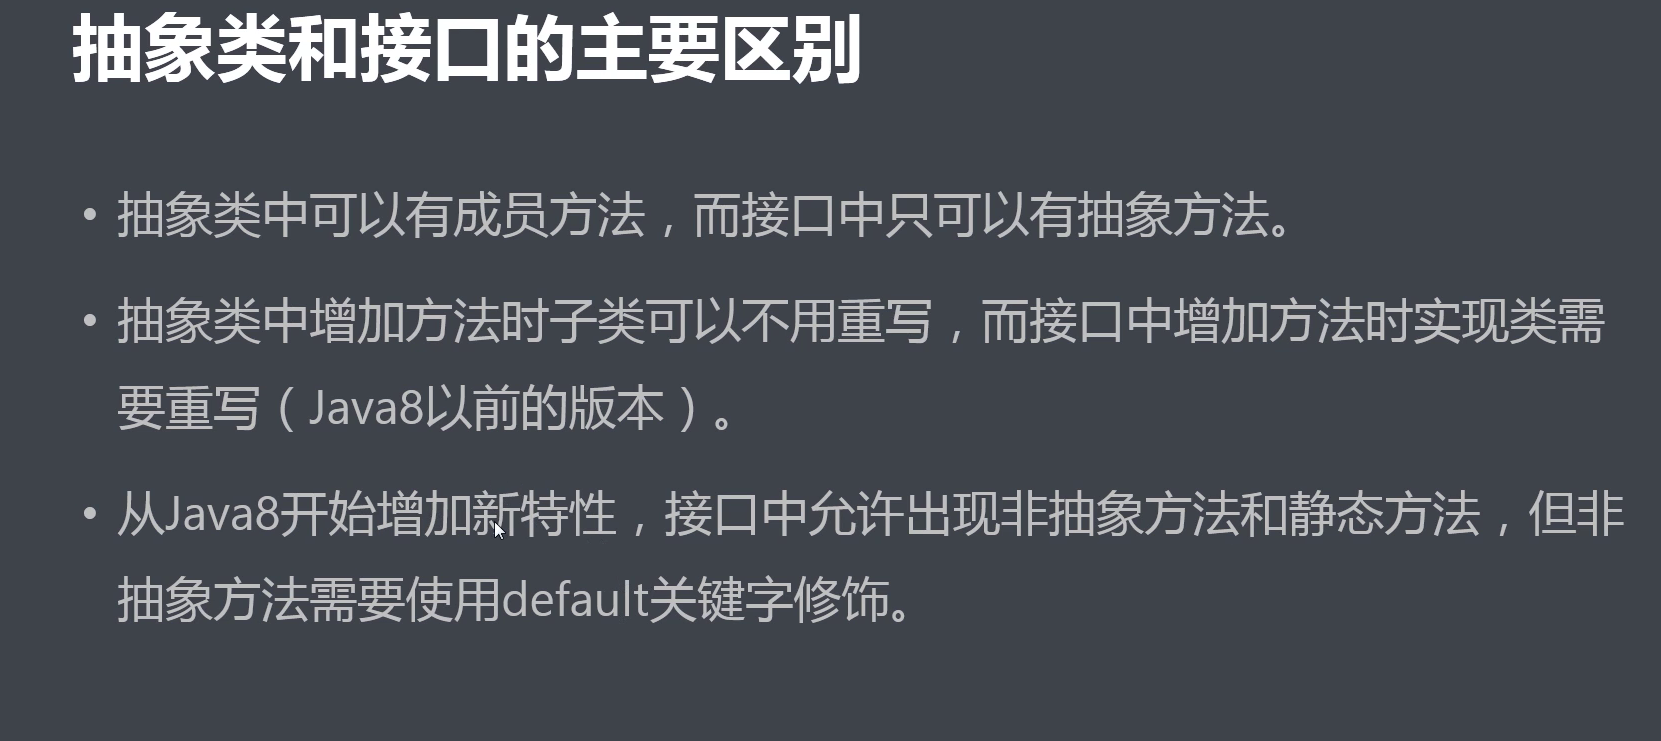 抽象类和接口的主要区别
• 抽象类中可以有成员方法，而接口中只可以有抽象方法。
• 抽象类中增加方法时子类可以不用重写，而接口中增加方法时实现类需
要重写（Java8以前的版本）。
• 从Java8开始增加新特性，接口中允许出现非抽象方法和静态方法，但非
抽象方法需要使用default关键字修饰。